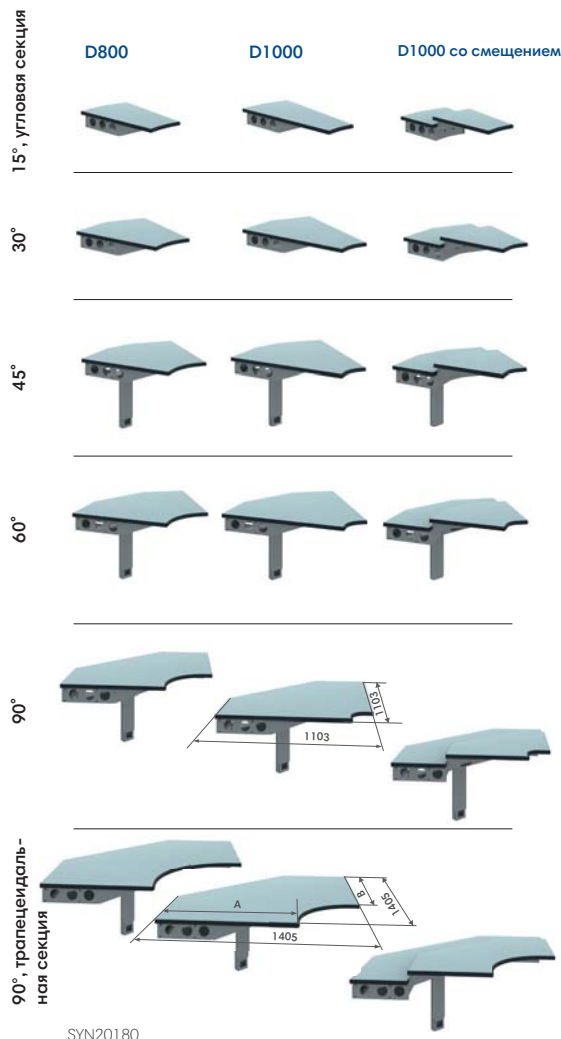 D800
D1000
D1000 со смещением
15°, угловая секция
30°
45°
60°
90°
1103
1103
90°, трапецеидаль-
ная секция
A
B
1405
1405
SYN20180